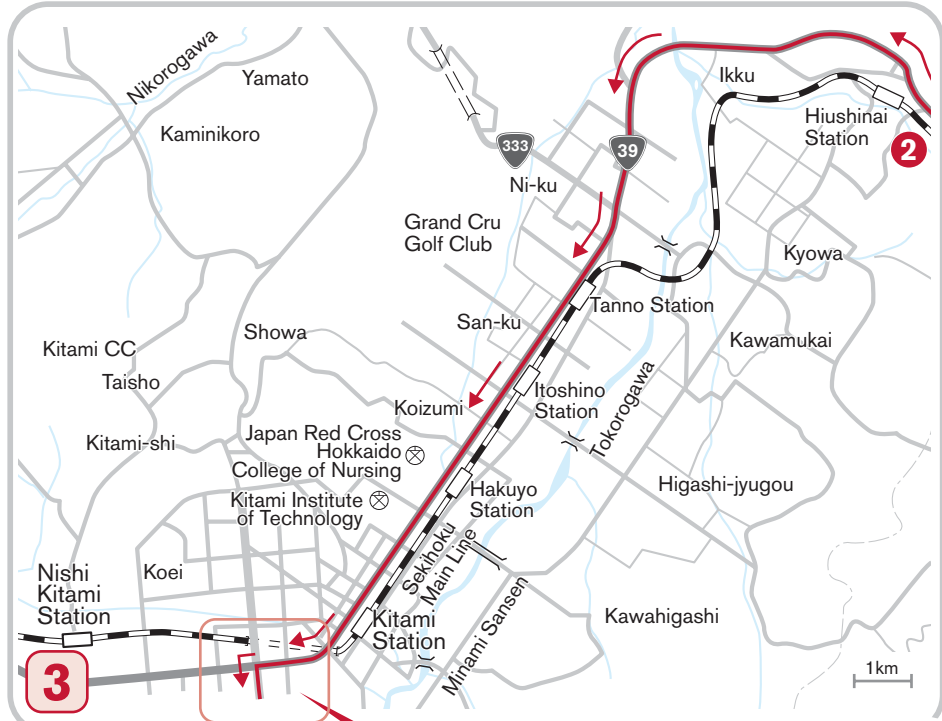 Nikorogawa
Yamato
Kaminikoro
333
Ni-ku
39
Ikku
Hiushinai
Station
2
Grand Cru
Golf Club
Kyowa
Tanno Station
San-ku
Kawamukai
Showa
Kitami CC
Taisho
Itoshino
Station
Tokorogawa
Koizumi
Kitami-shi
Japan Red Cross
Hokkaido
College of Nursing
Kitami Institute
of Technology
Hakuyo
Station
Higashi-jyugou
Sekihoku
Main Line
Koei
Nishi
Kitami
Station
Kitami
Station
Minami Sansen
Kawahigashi
3
1km